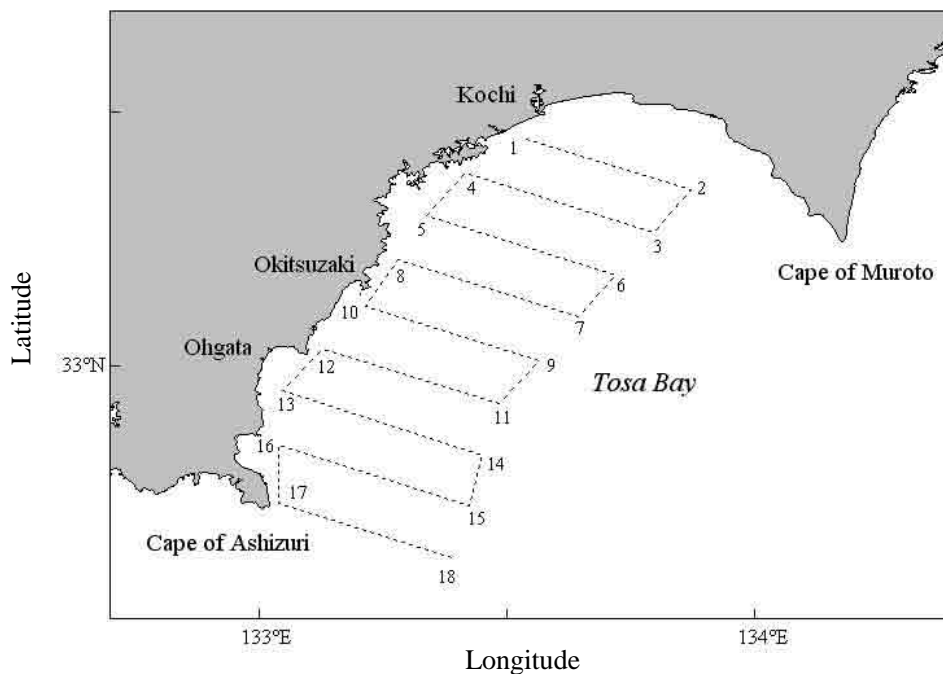 Kochi
1
2
4
3
5
Okitsuzaki
8
6
Cape of Muroto
10
7
Latitude
Ohgata
12
9
33°N
Tosa Bay
13
11
16
14
17
15
Cape of Ashizuri
18
133°E
134°E
Longitude